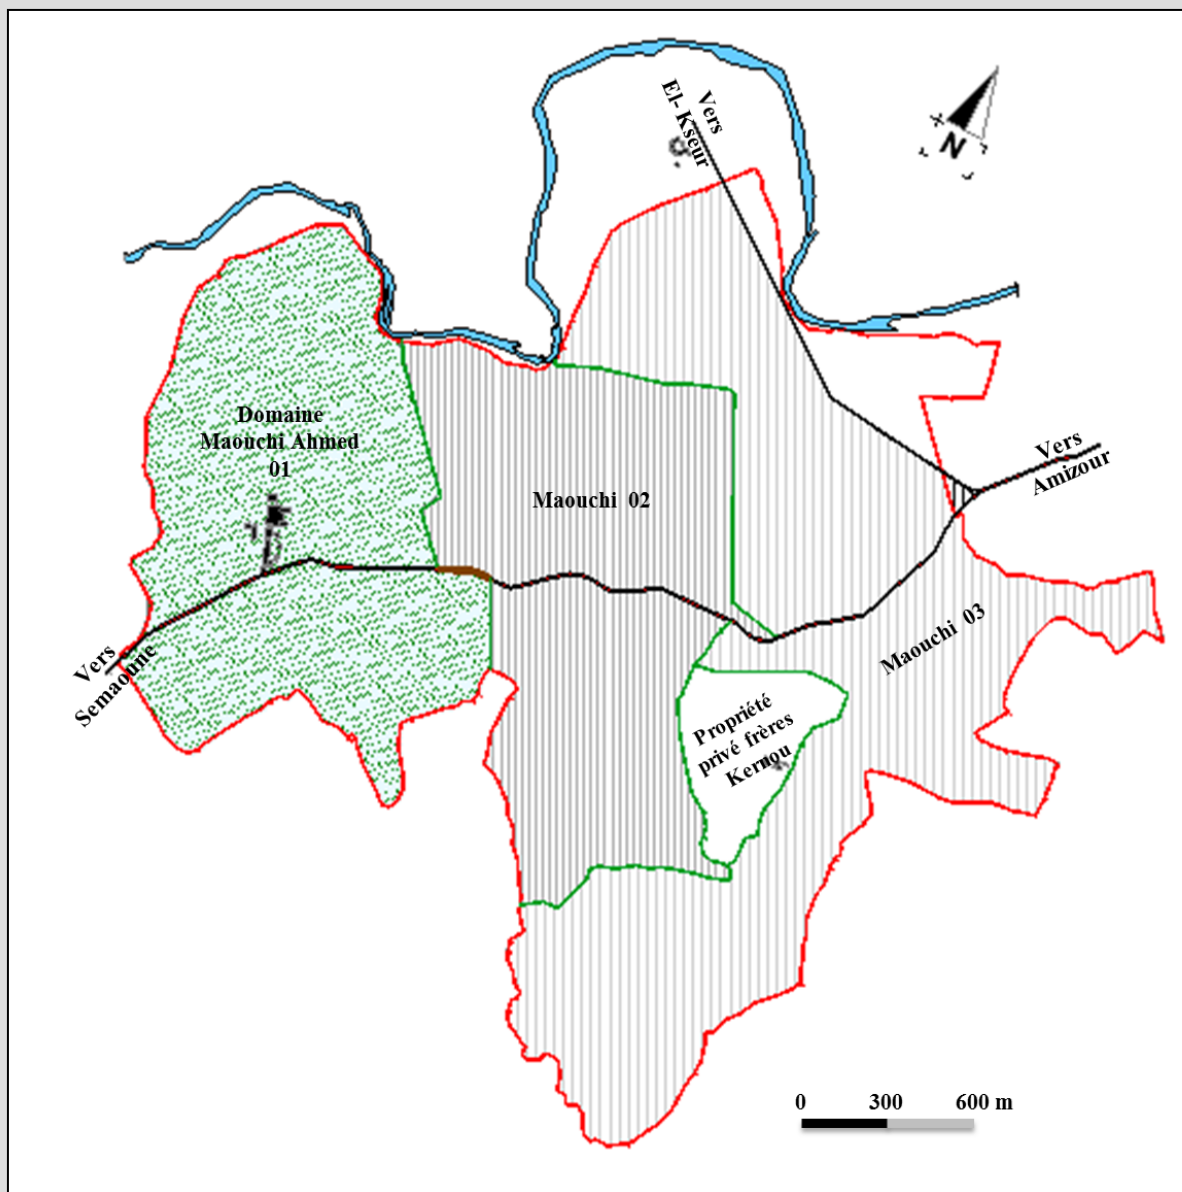 Vers
El- Kseur
N
Domaine
Maouchi Ahmed
01
Vers
Amizour
Maouchi 02
Maouchi 03
Vers
Semaoune
Propriété
privé frères
Kernou
0 300 600 m